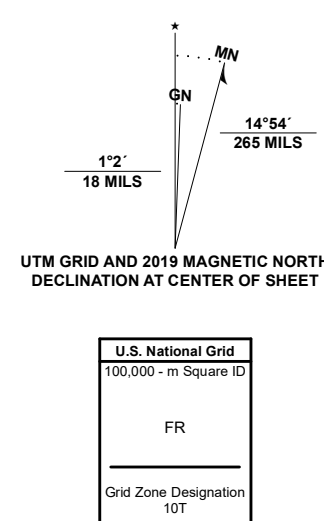 ★
MN
GN
14°54´
265 MILS
1°2´
18 MILS
UTM GRID AND 2019 MAGNETIC NORTH
DECLINATION AT CENTER OF SHEET
U.S. National Grid
100,000 - m Square ID
FR
Grid Zone Designation
10T